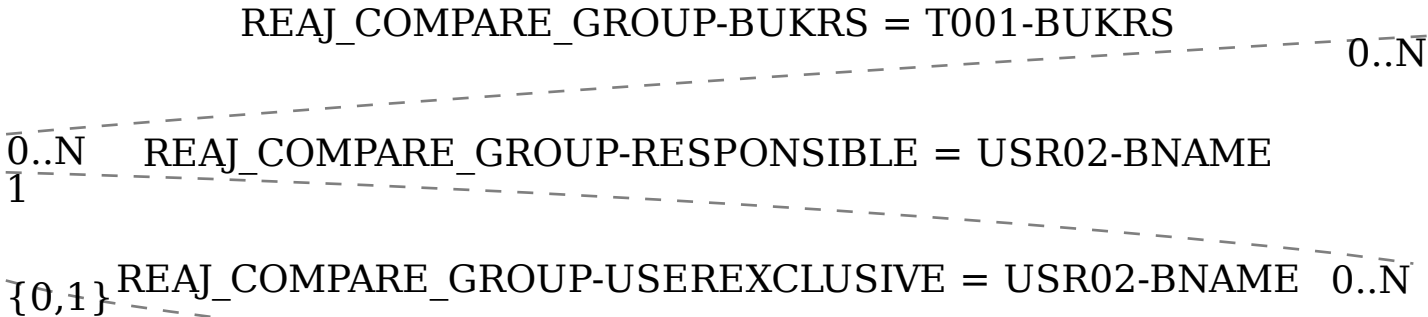 REAJ_COMPARE_GROUP-BUKRS = T001-BUKRS
0..N
0..N REAJ_COMPARE_GROUP-RESPONSIBLE = USR02-BNAME
1
{0,1} REAJ_COMPARE_GROUP-USEREXCLUSIVE = USR02-BNAME 0..N